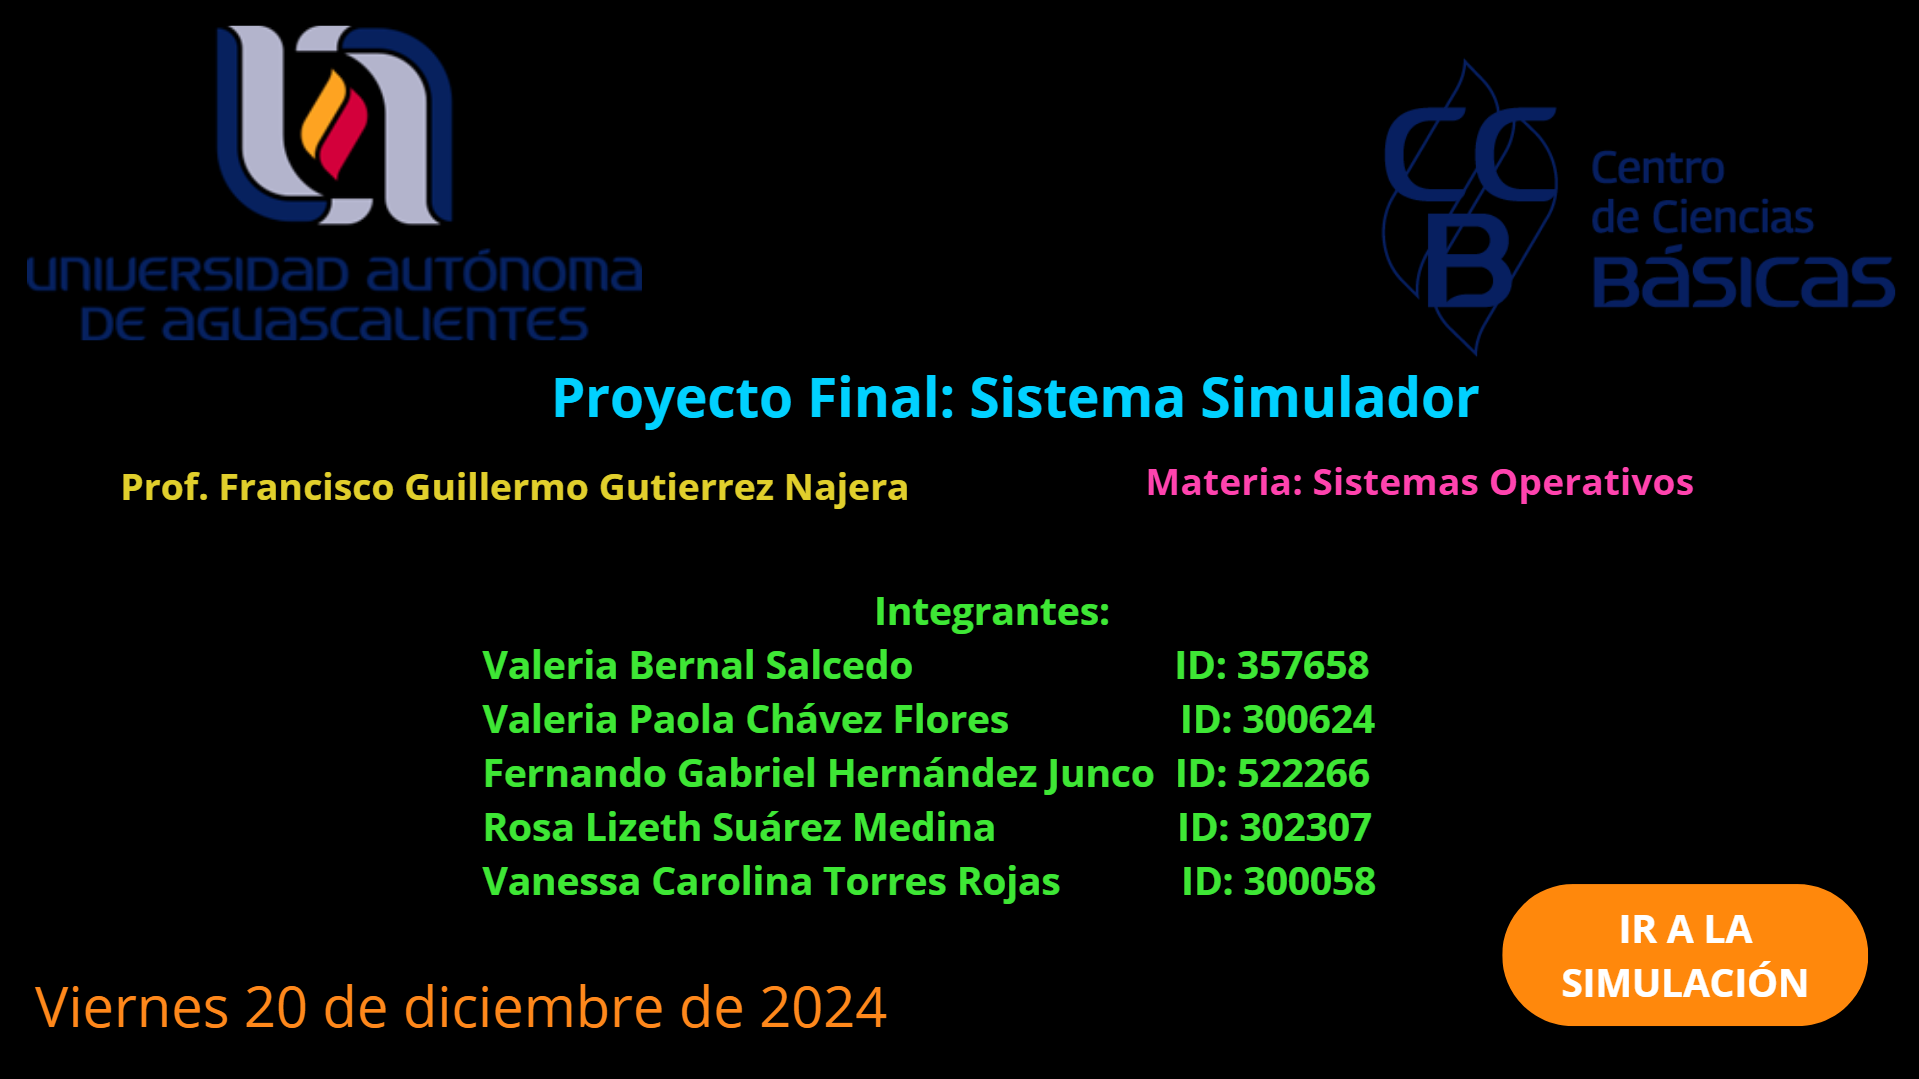 UNIVERSIDAD AUTÓNOMA
DE AGUASCALIENTES
CCB
Centro
de Ciencias
BÁSICAS
Proyecto Final: Sistema Simulador
Prof. Francisco Guillermo Gutierrez Najera
Materia: Sistemas Operativos
Integrantes:
Valeria Bernal Salcedo ID: 357658
Valeria Paola Chávez Flores ID: 300624
Fernando Gabriel Hernández Junco ID: 522266
Rosa Lizeth Suárez Medina ID: 302307
Vanessa Carolina Torres Rojas ID: 300058
IR A LA
SIMULACIÓN
Viernes 20 de diciembre de 2024